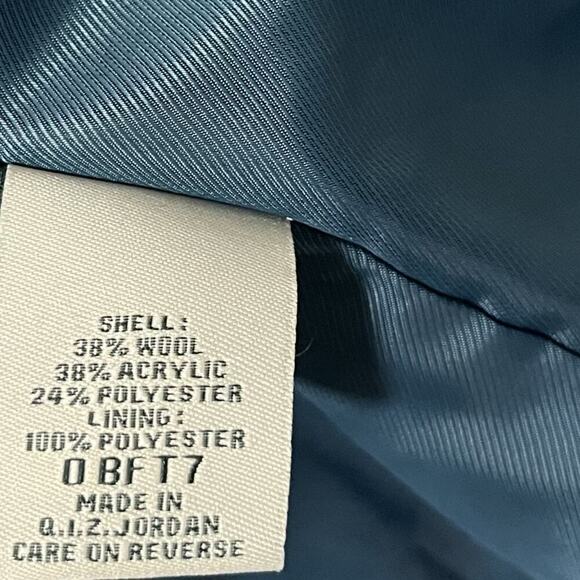 SHELL:
38% WOOL
38% ACRYLIC
24% POLYESTER
LINING:
100% POLYESTER
0 BFT7
MADE IN
Q.I.Z.JORDAN
CARE ON REVERSE